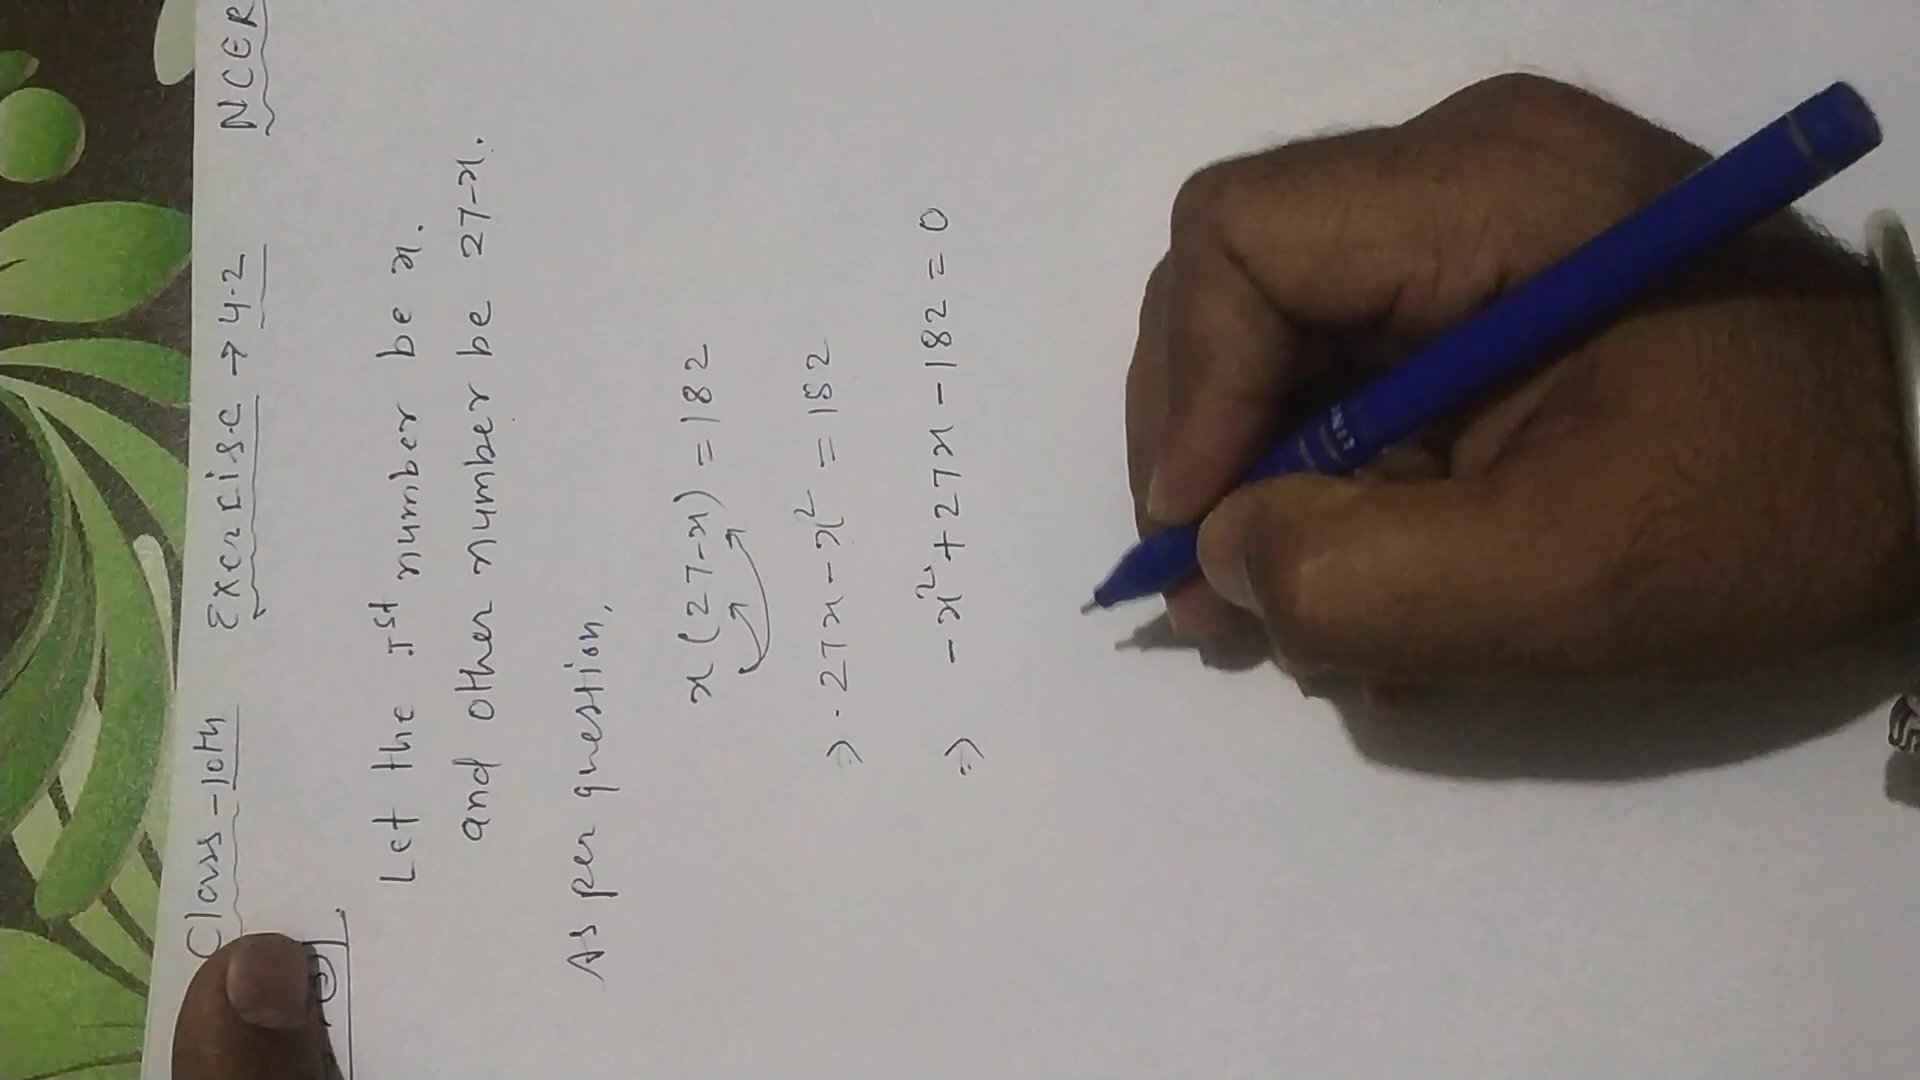 Class-10th Exercise → 4.2 NCER
Let the Ist number be x.
and other number be 27-x.
As per question,
x(27-x) = 182
⇒ 27x - x² = 182
⇒ -x² + 27x - 182 = 0